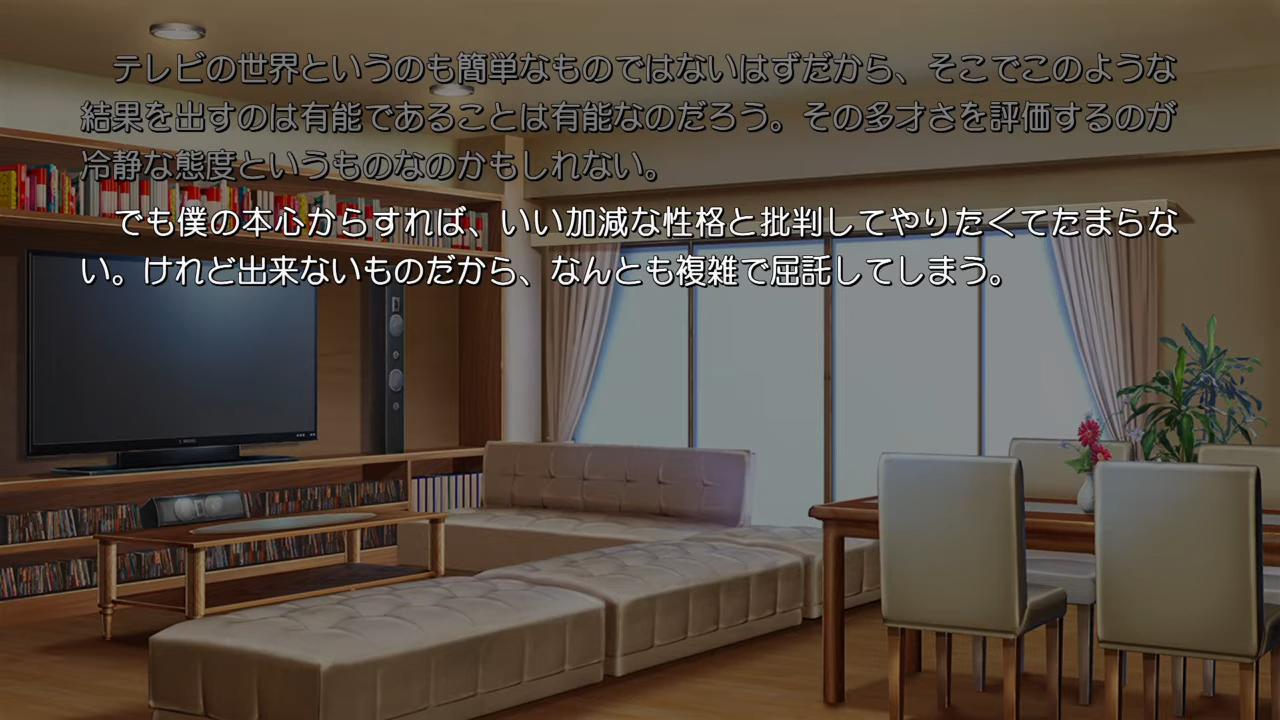 テレビの世界というのも簡単なものではないはずだから、そこでこのような
結果を出すのは有能であることは有能なのだろう。その多才さを評価するのが
冷静な態度というものなのかもしれない。
でも僕の本心からすれば、いい加減な性格と批判してやりたくてたまらな
い。けれど出来ないものだから、なんとも複雑で屈託してしまう。